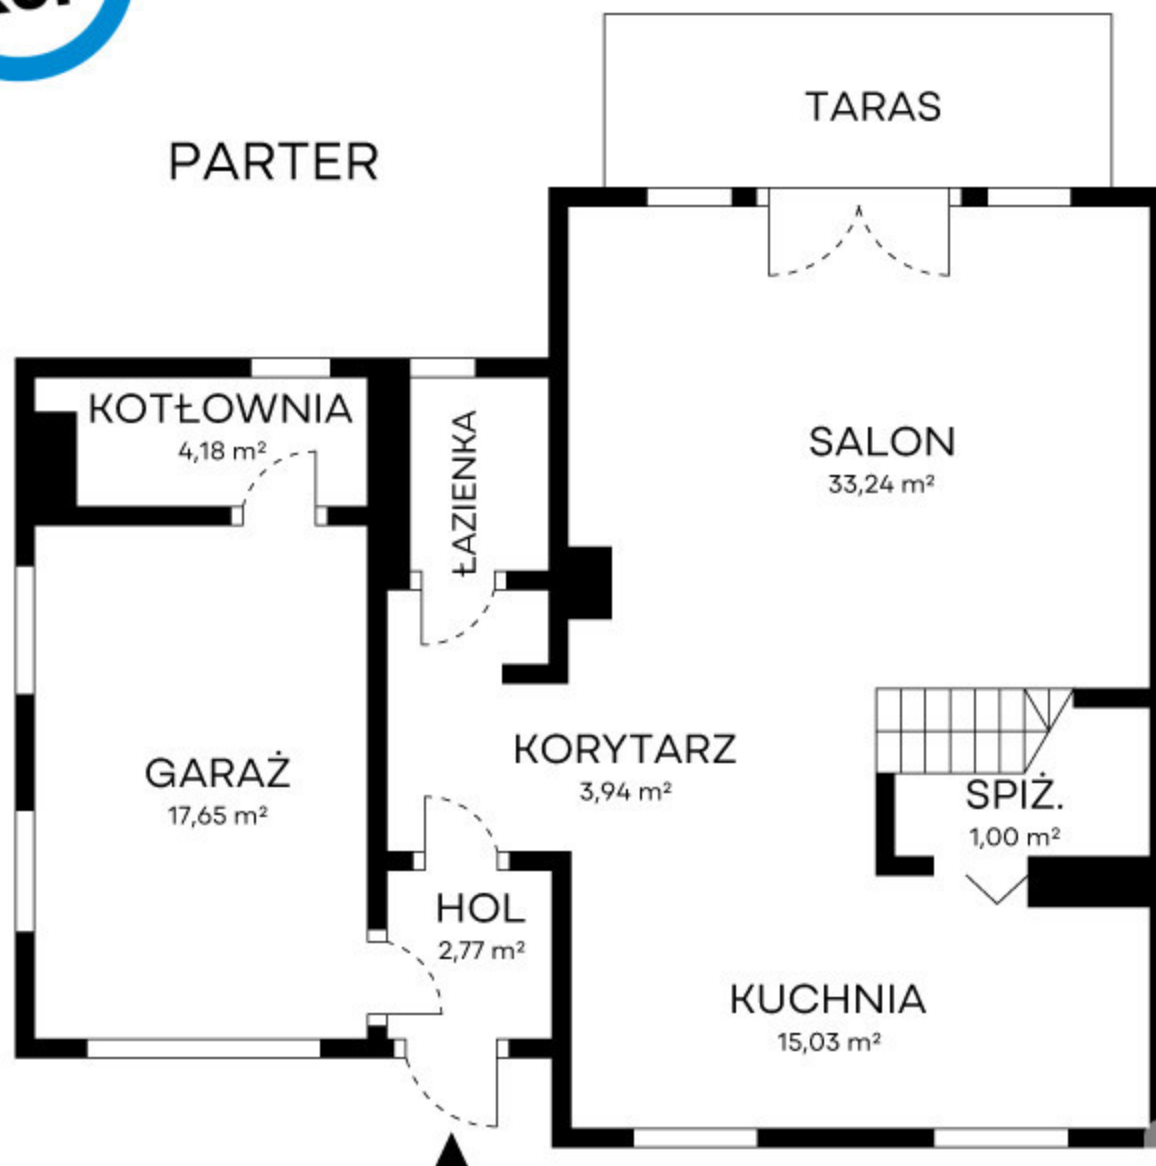 TARAS
PARTER
KOTŁOWNIA
4,18 m²
ŁAZIENKA
SALON
33,24 m²
GARAŻ
17,65 m²
KORYTARZ
3,94 m²
SPIŻ.
1,00 m²
HOL
2,77 m²
KUCHNIA
15,03 m²